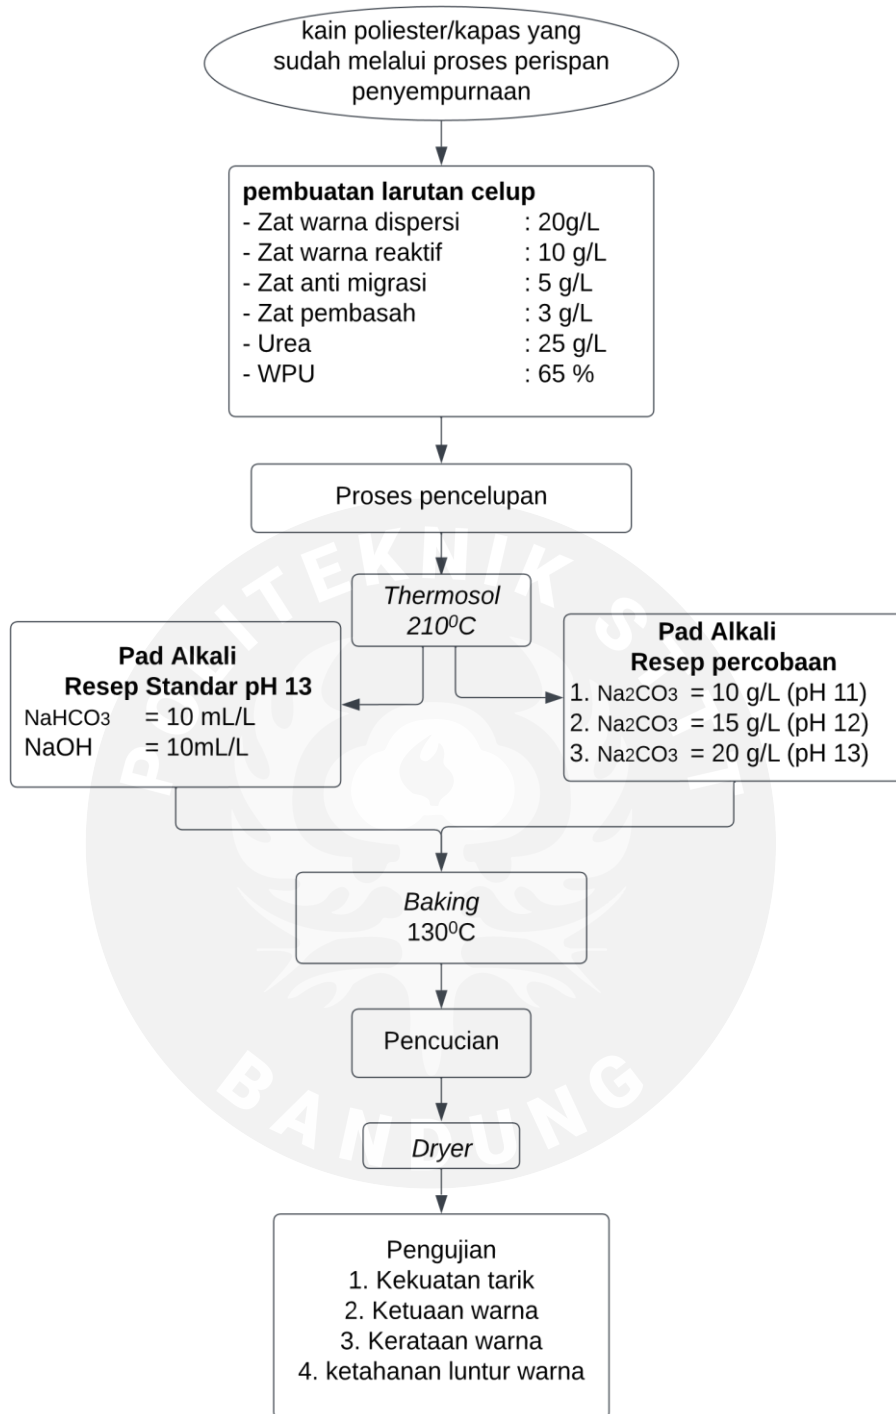 kain poliester/kapas yang
sudah melalui proses perispan
penyempurnaan
pembuatan larutan celup
- Zat warna dispersi : 20g/L
- Zat warna reaktif : 10 g/L
- Zat anti migrasi : 5 g/L
- Zat pembasah : 3 g/L
- Urea : 25 g/L
- WPU : 65 %
Proses pencelupan
Thermosol
210⁰C
Pad Alkali
Resep Standar pH 13
NaHCO3 = 10 mL/L
NaOH = 10mL/L
Pad Alkali
Resep percobaan
1. Na2CO3 = 10 g/L (pH 11)
2. Na2CO3 = 15 g/L (pH 12)
3. Na2CO3 = 20 g/L (pH 13)
Baking
130⁰C
Pencucian
Dryer
Pengujian
1. Kekuatan tarik
2. Ketuaan warna
3. Kerataan warna
4. ketahanan luntur warna
POLITEKNIK STTT
BANDUNG